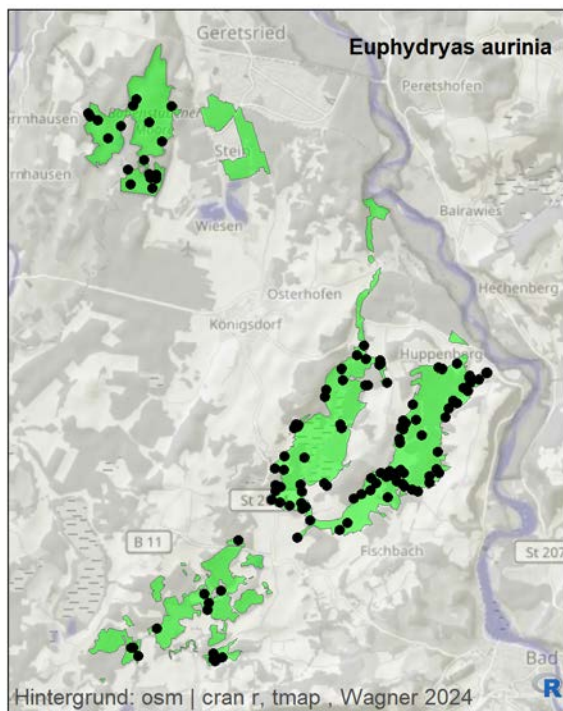 Geretsried
Euphydryas aurinia
Peretshofen
Stein
rnhausen
Wiesen
Bairawies
Osterhofen
Hechenberg
Königsdorf
Huppenberg
St 2
B 11
Fischbach
St 207
Bad
Hintergrund: osm | cran r, tmap , Wagner 2024
R